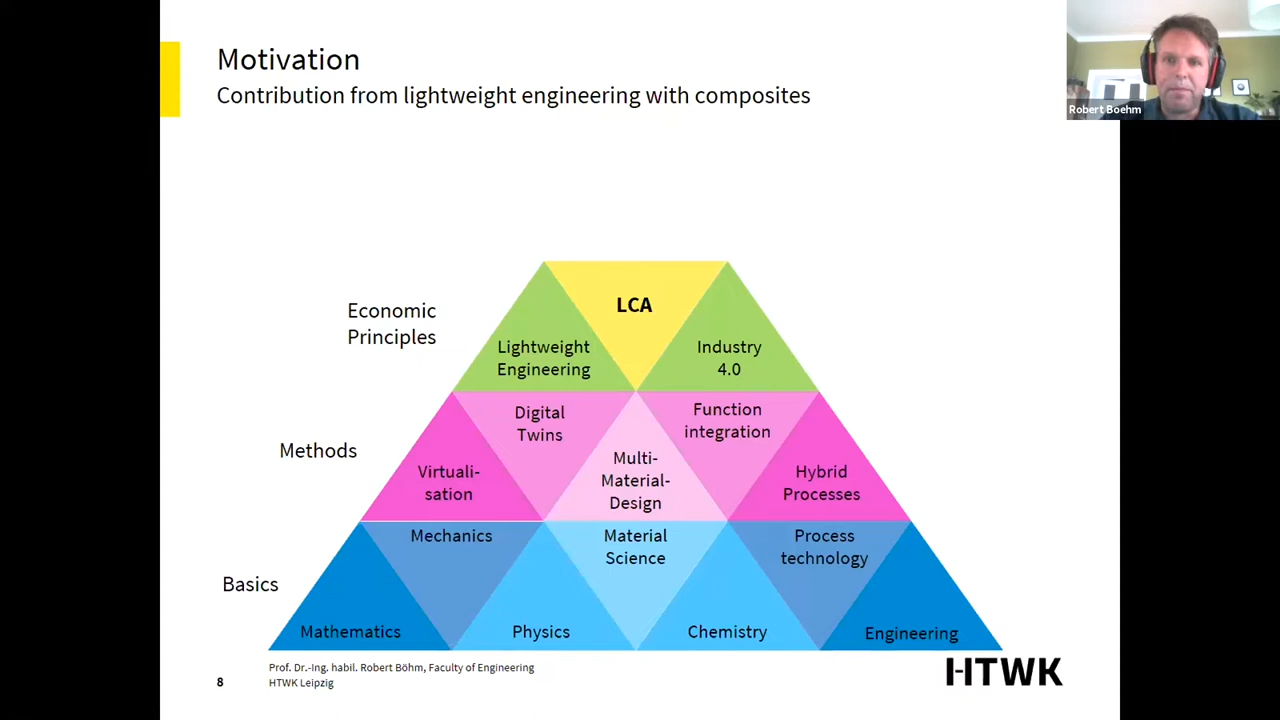 Motivation
Contribution from lightweight engineering with composites
Robert Boehm
Economic
Principles
LCA
Lightweight
Engineering
Industry
4.0
Methods
Digital
Twins
Function
integration
Virtuali-
sation
Multi-
Material-
Design
Hybrid
Processes
Basics
Mechanics
Material
Science
Process
technology
Mathematics
Physics
Chemistry
Engineering
Prof. Dr.-Ing. habil. Robert Böhm, Faculty of Engineering
HTWK Leipzig
8
HTWK